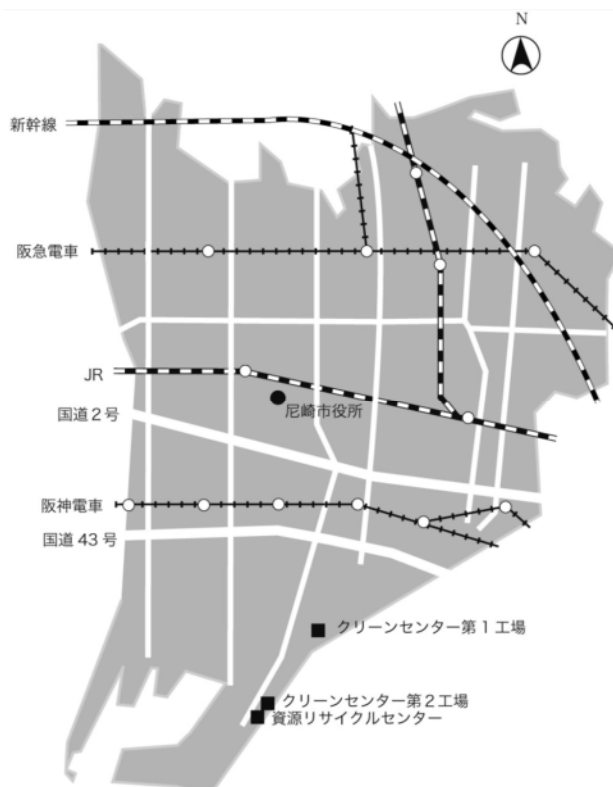 N
新幹線
阪急電車
JR
尼崎市役所
国道2号
阪神電車
国道43号
クリーンセンター第1工場
クリーンセンター第2工場
資源リサイクルセンター